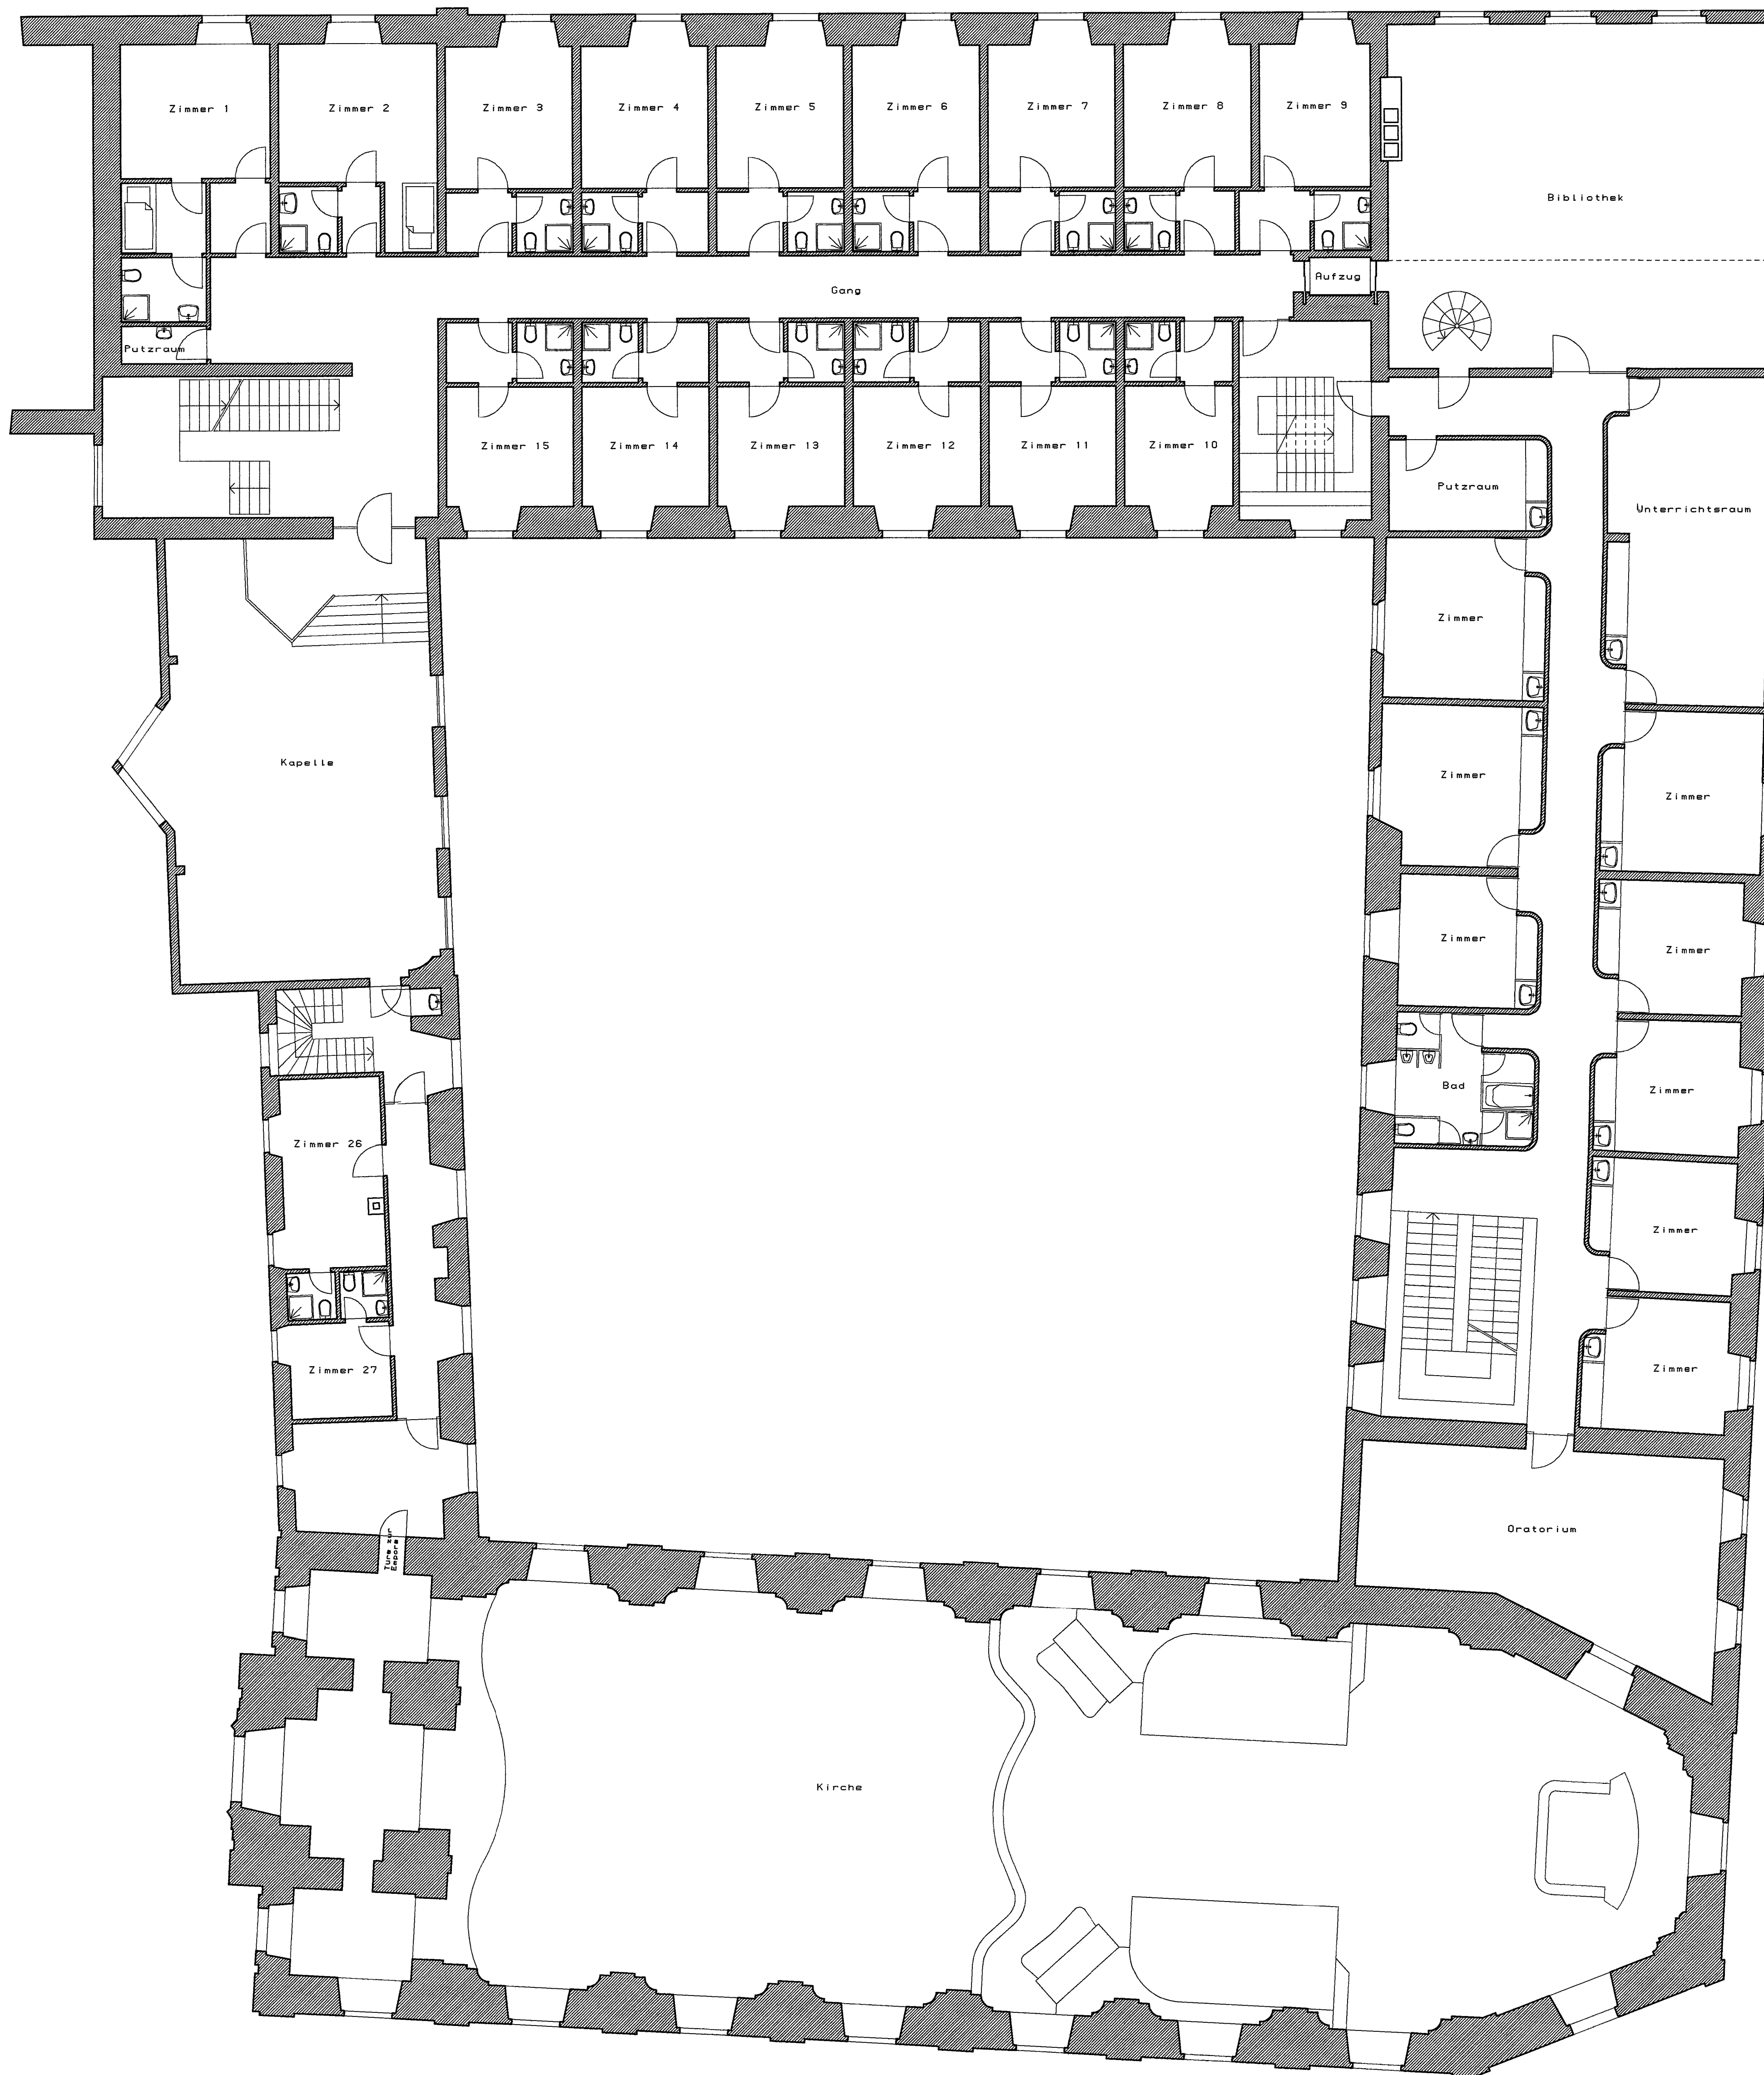 Zimmer 1
Zimmer 2
Zimmer 3
Zimmer 4
Zimmer 5
Zimmer 6
Zimmer 7
Zimmer 8
Zimmer 9
Bibliothek
Aufzug
Gang
Putzraum
Zimmer 15
Zimmer 14
Zimmer 13
Zimmer 12
Zimmer 11
Zimmer 10
Putzraum
Unterrichtsraum
Zimmer
Kapelle
Zimmer
Zimmer
Zimmer
Zimmer
Bad
Zimmer
Zimmer 26
Zimmer
Zimmer 27
Zimmer
Oratorium
Türe
Empore
Kirche